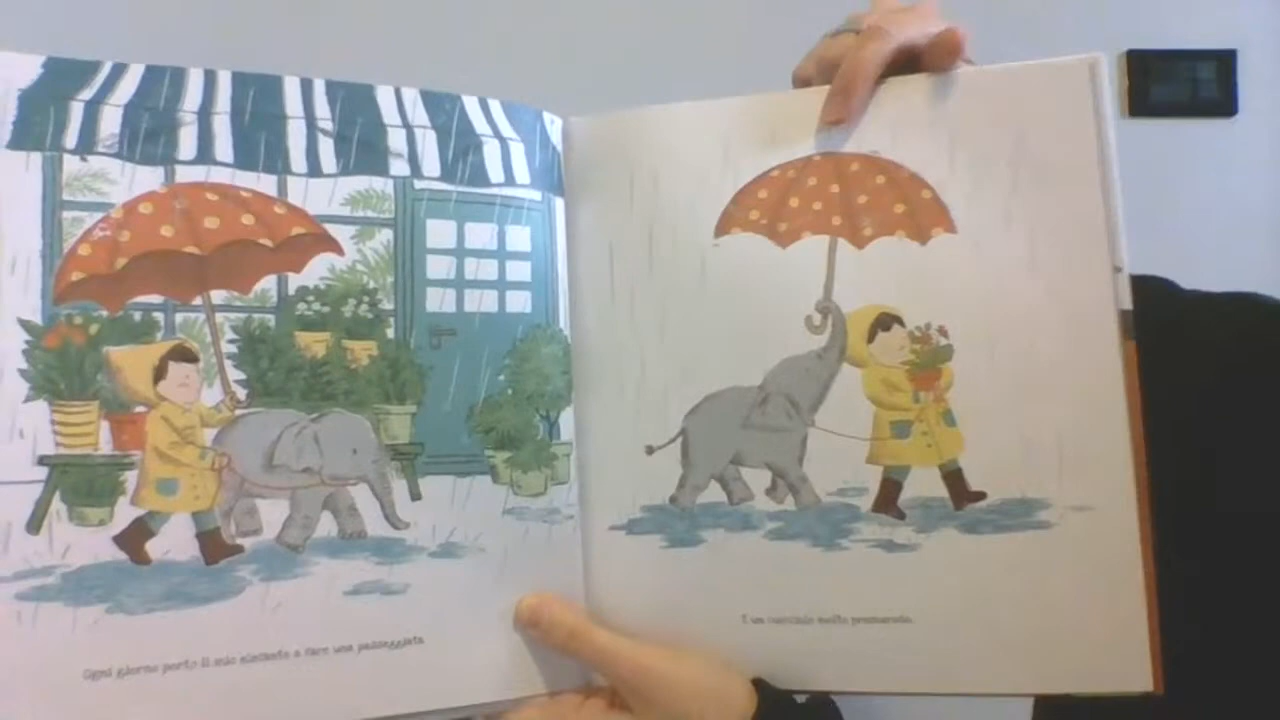 Ogni giorno porto il mio elefante a fare una passeggiata.
È un cucciolo molto premuroso.